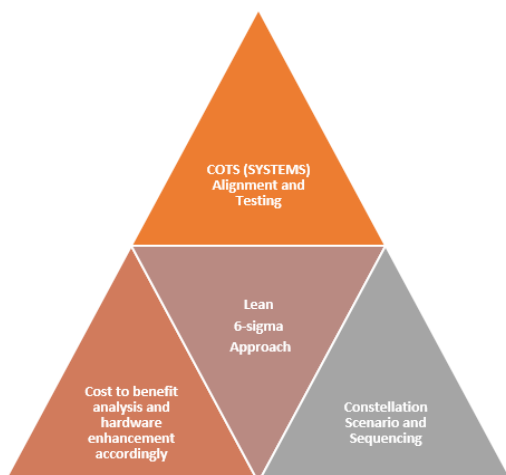 COTS (SYSTEMS)
Alignment and
Testing
Lean
6-sigma
Approach
Cost to benefit
analysis and
hardware
enhancement
accordingly
Constellation
Scenario and
Sequencing